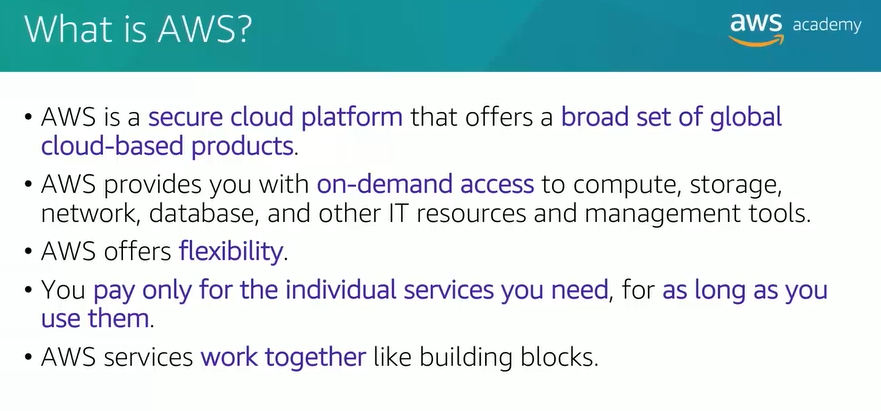 What is AWS?
aws academy
• AWS is a secure cloud platform that offers a broad set of global
cloud-based products.
• AWS provides you with on-demand access to compute, storage,
network, database, and other IT resources and management tools.
• AWS offers flexibility.
• You pay only for the individual services you need, for as long as you
use them.
• AWS services work together like building blocks.